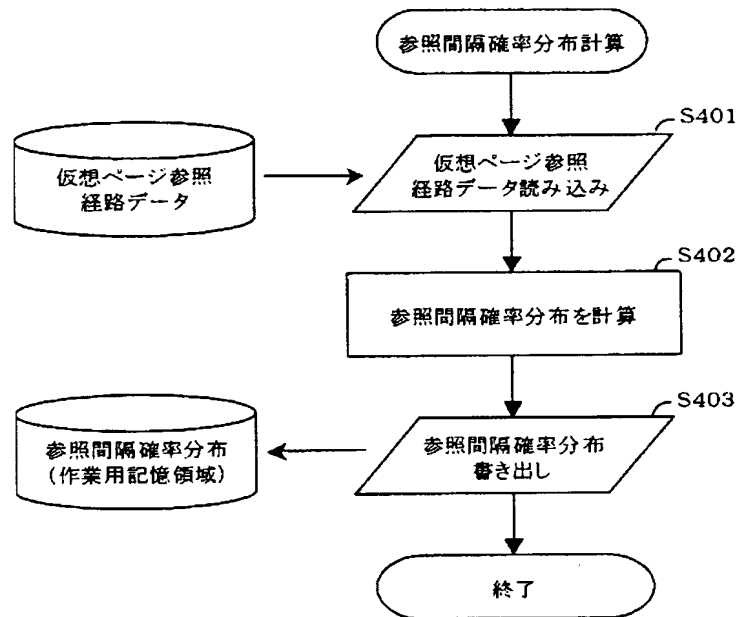 参照間隔確率分布計算
S401
仮想ページ参照
経路データ
仮想ページ参照
経路データ読み込み
S402
参照間隔確率分布を計算
S403
参照間隔確率分布
(作業用記憶領域)
参照間隔確率分布
書き出し
終了